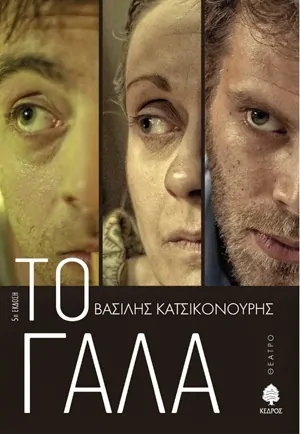 5η ΕΚΔΟΣΗ
ΤΟ
ΒΑΣΙΛΗΣ ΚΑΤΣΙΚΟΝΟΥΡΗΣ
ΓΑΛΑ
ΘΕΑΤΡΟ
ΚΕΔΡΟΣ